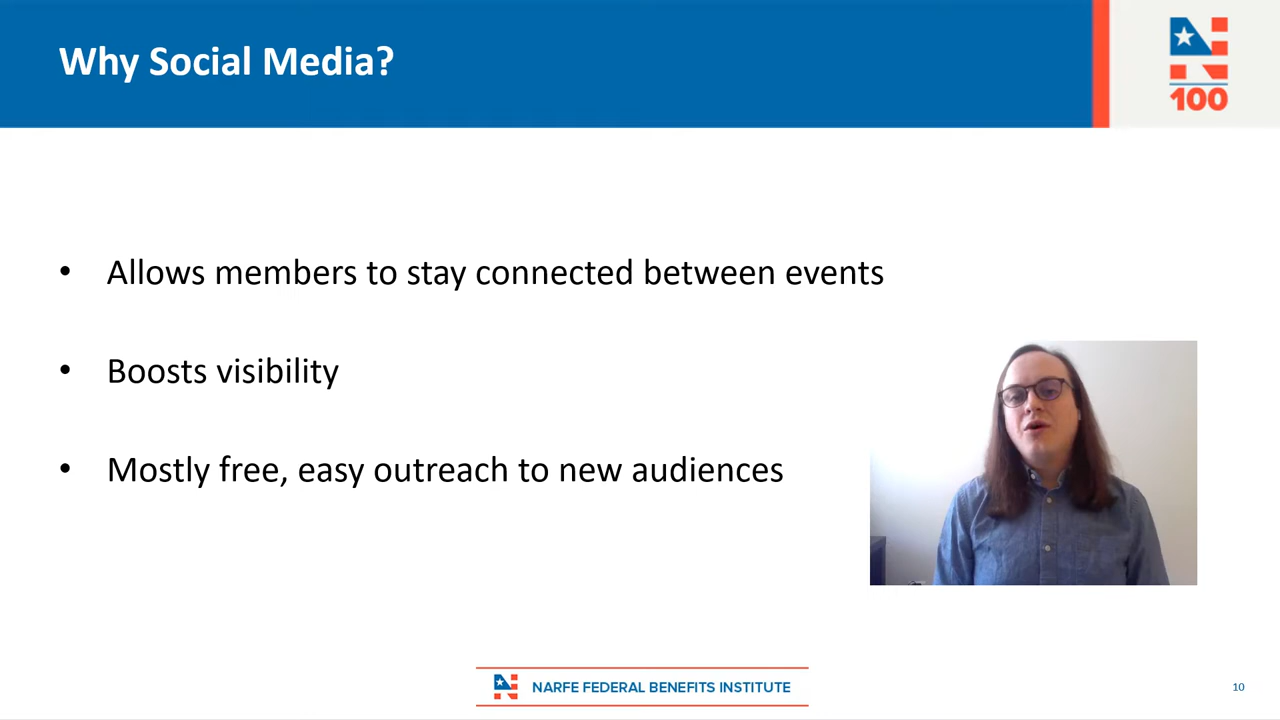 Why Social Media?
100
• Allows members to stay connected between events
• Boosts visibility
• Mostly free, easy outreach to new audiences
NARFE FEDERAL BENEFITS INSTITUTE
10